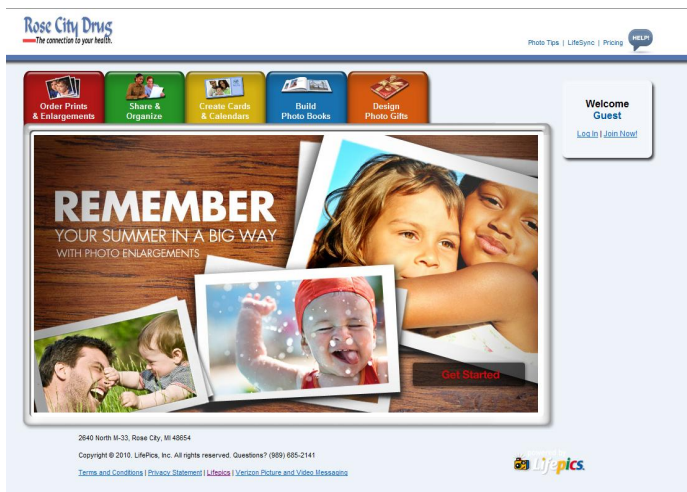 Rose City Drug
The connection to your health.
Photo Tips | LifeSync | Pricing
HELP!
Order Prints
& Enlargements
Share &
Organize
Create Cards
& Calendars
Build
Photo Books
Design
Photo Gifts
Welcome
Guest
Log In | Join Now!
REMEMBER
YOUR SUMMER IN A BIG WAY
WITH PHOTO ENLARGEMENTS
Get Started
2640 North M-33, Rose City, MI 48654
Copyright © 2010. LifePics, Inc. All rights reserved. Questions? (989) 685-2141
Terms and Conditions | Privacy Statement | Lifepics | Verizon Picture and Video Messaging
Lifepics.